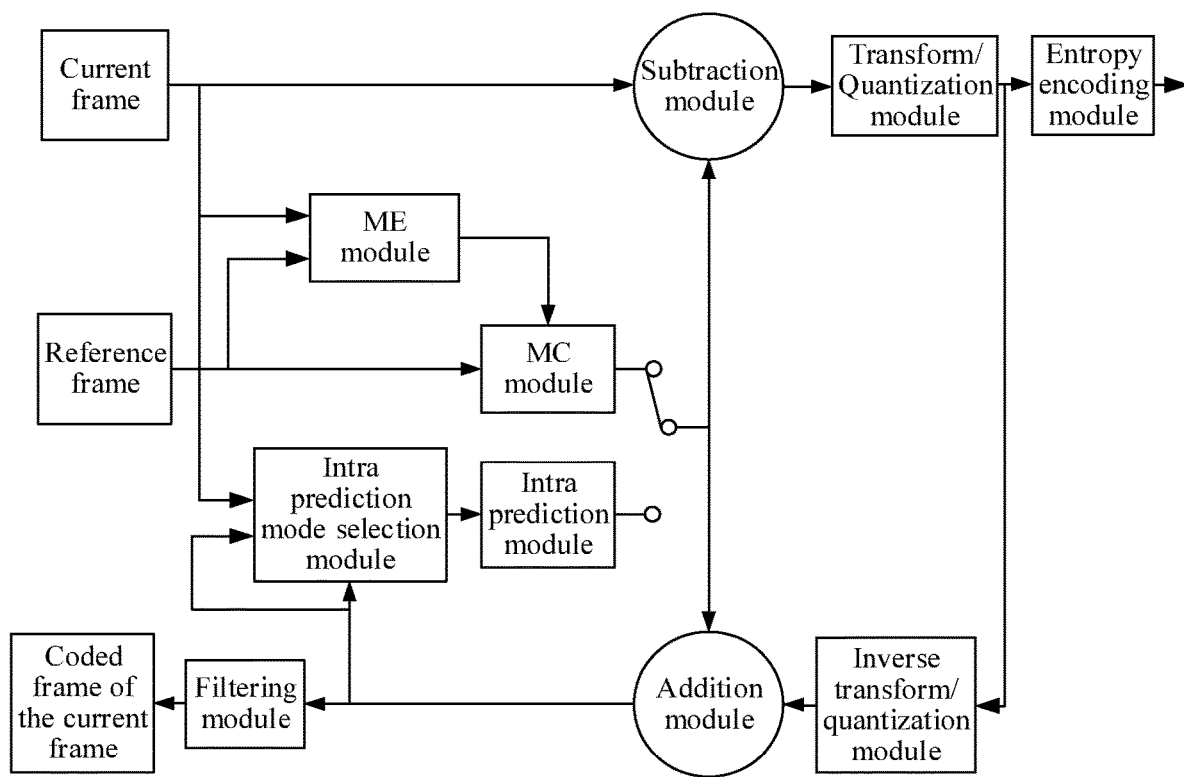 Current
frame
Subtraction
module
Transform/
Quantization
module
Entropy
encoding
module
ME
module
Reference
frame
MC
module
Intra
prediction
mode selection
module
Intra
prediction
module
Coded
frame of
the current
frame
Filtering
module
Addition
module
Inverse
transform/
quantization
module